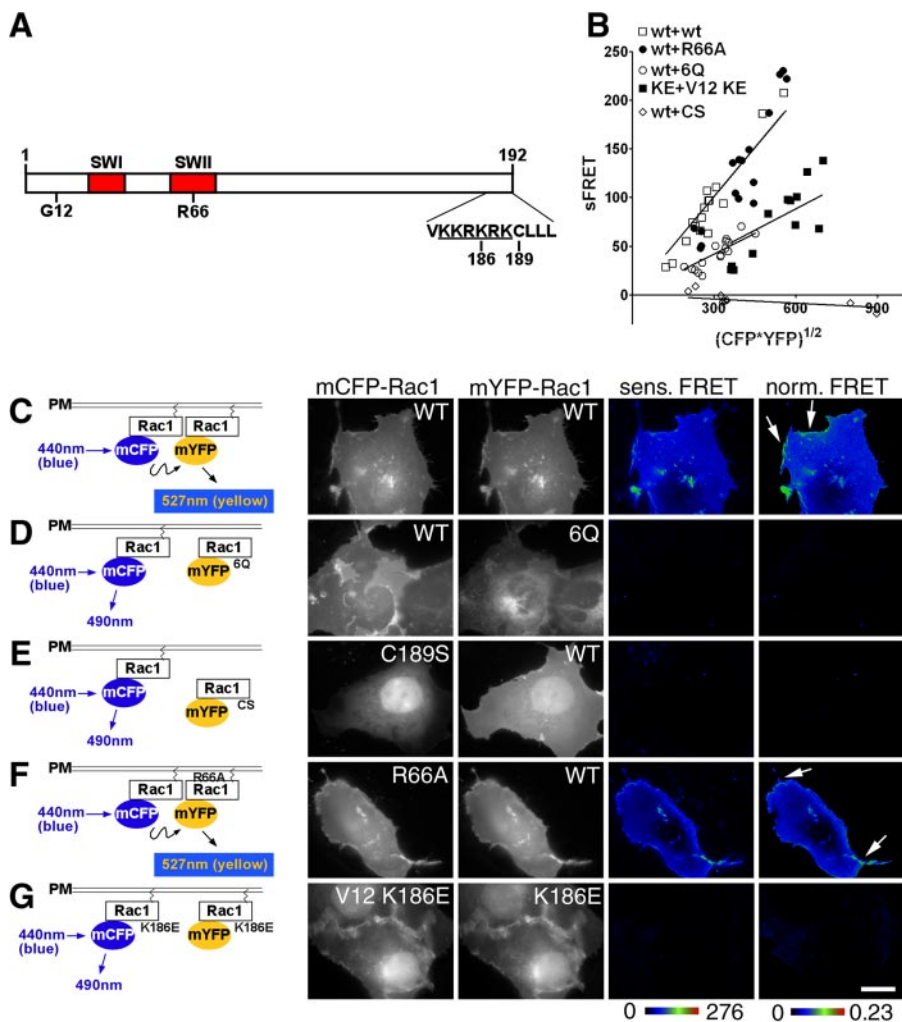 A
1
SWI
SWII
192
G12
R66
VKKRKRKCLLL
186
189
B
wt+wt
wt+R66A
wt+6Q
KE+V12 KE
wt+CS
250
200
150
100
50
0
sFRET
300
600
900
(CFP*YFP)1/2
mCFP-Rac1
mYFP-Rac1
sens. FRET
norm. FRET
C
PM
Rac1
Rac1
440nm
(blue)
mCFP
mYFP
527nm (yellow)
WT
WT
D
PM
Rac1
Rac1
440nm
(blue)
mCFP
mYFP
6Q
490nm
WT
6Q
E
PM
Rac1
Rac1
440nm
(blue)
mCFP
mYFP
CS
490nm
C189S
WT
F
PM
R66A
Rac1
Rac1
440nm
(blue)
mCFP
mYFP
527nm (yellow)
R66A
WT
G
PM
Rac1
Rac1
440nm
(blue)
mCFP
K186E
mYFP
K186E
490nm
V12 K186E
K186E
0
276
0
0.23